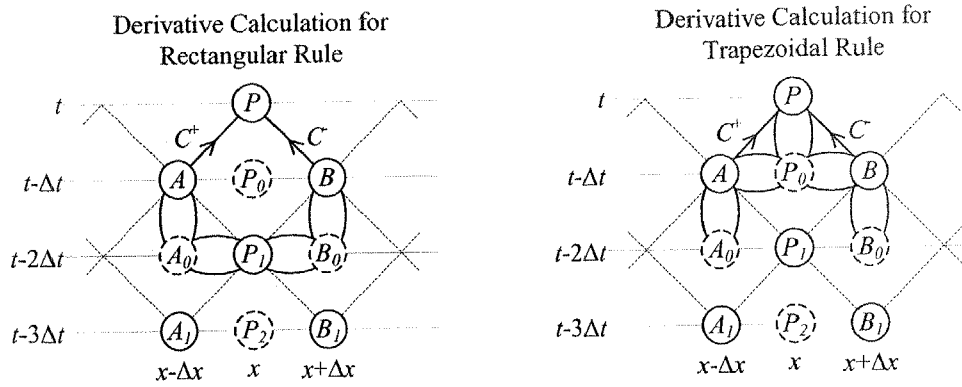 Derivative Calculation for
Rectangular Rule
t
P
C⁺
C⁻
t-Δt
A
P₀
B
t-2Δt
A₀
P₁
B₀
t-3Δt
A₁
P₂
B₁
x-Δx
x
x+Δx
Derivative Calculation for
Trapezoidal Rule
t
P
C⁺
C⁻
t-Δt
A
P₀
B
t-2Δt
A₀
P₁
B₀
t-3Δt
A₁
P₂
B₁
x-Δx
x
x+Δx